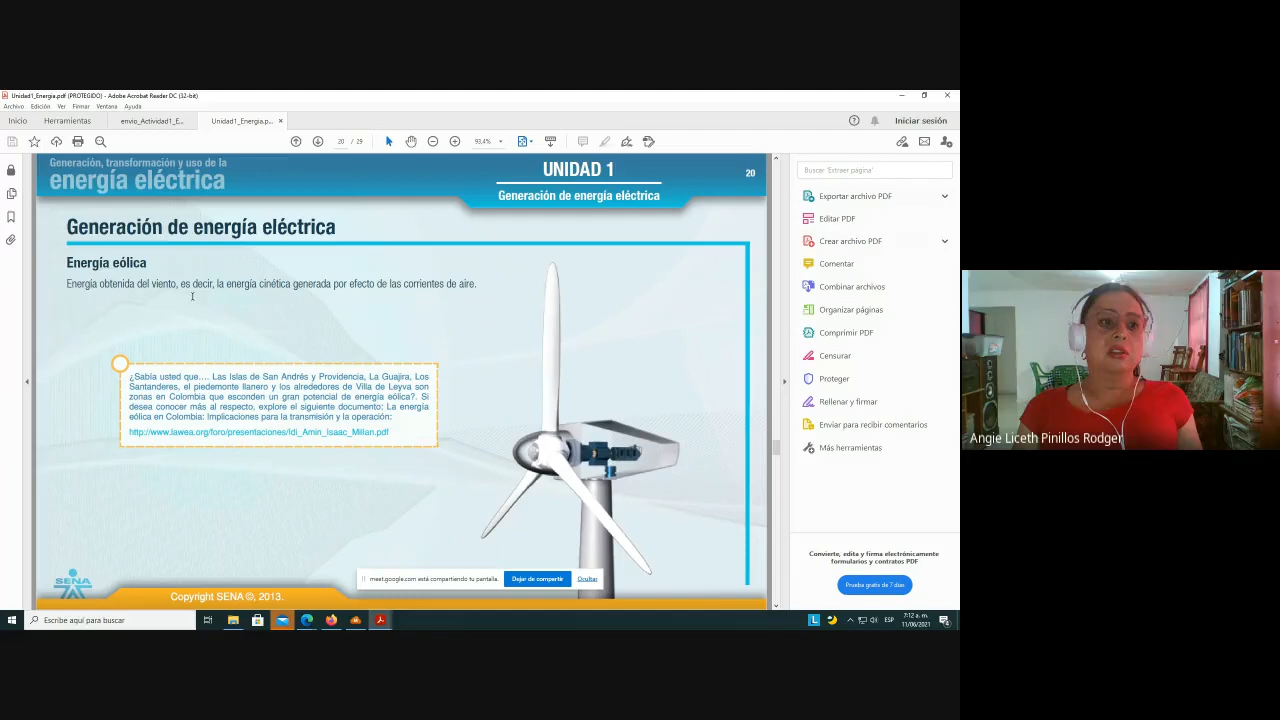 Unidad1_Energia.pdf (PROTEGIDO) - Adobe Acrobat Reader DC (32-bit)
Archivo Edición Ver Firmar Ventana Ayuda
Inicio Herramientas envio_Actividad1_E... Unidad1_Energia.p... × Iniciar sesión
20 / 29 93,4%
Generación, transformación y uso de la
energía eléctrica
UNIDAD 1
Generación de energía eléctrica
20
Generación de energía eléctrica
Energía eólica
Energía obtenida del viento, es decir, la energía cinética generada por efecto de las corrientes de aire.
¿Sabía usted que.... Las Islas de San Andrés y Providencia, La Guajira, Los
Santanderes, el piedemonte llanero y los alrededores de Villa de Leyva son
zonas en Colombia que esconden un gran potencial de energía eólica?. Si
desea conocer más al respecto, explore el siguiente documento: La energía
eólica en Colombia: Implicaciones para la transmisión y la operación:
http://www.lawea.org/foro/presentaciones/Idi_Amin_Isaac_Millan.pdf
SENA
Copyright SENA ©, 2013.
meet.google.com está compartiendo tu pantalla. Dejar de compartir Ocultar
Buscar 'Extraer página'
Exportar archivo PDF
Editar PDF
Crear archivo PDF
Comentar
Combinar archivos
Organizar páginas
Comprimir PDF
Censurar
Proteger
Rellenar y firmar
Enviar para recibir comentarios
Más herramientas
Convierte, edita y firma electrónicamente
formularios y contratos PDF
Prueba gratis de 7 días
Escribe aquí para buscar
L ESP 7:12 a. m.
11/06/2021
Angie Liceth Pinillos Rodger